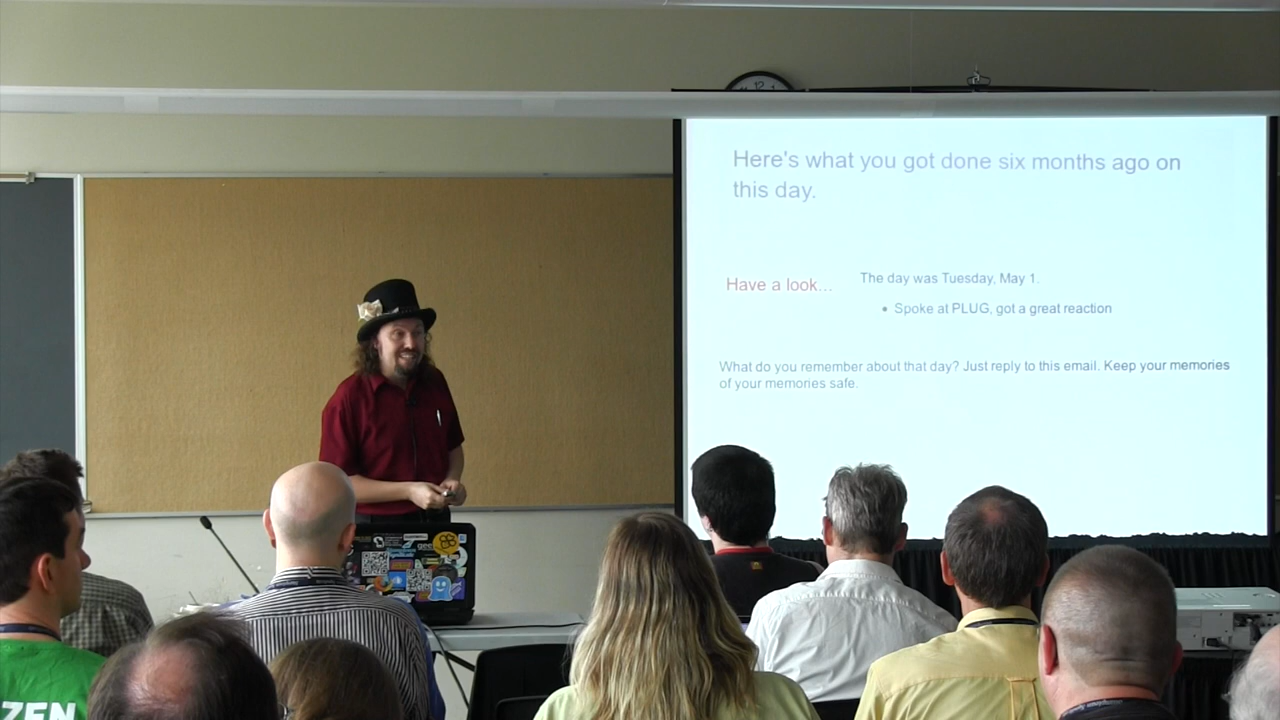 12
Here's what you got done six months ago on
this day.
Have a look...
The day was Tuesday, May 1.
• Spoke at PLUG, got a great reaction
What do you remember about that day? Just reply to this email. Keep your memories
of your memories safe.
ZEN